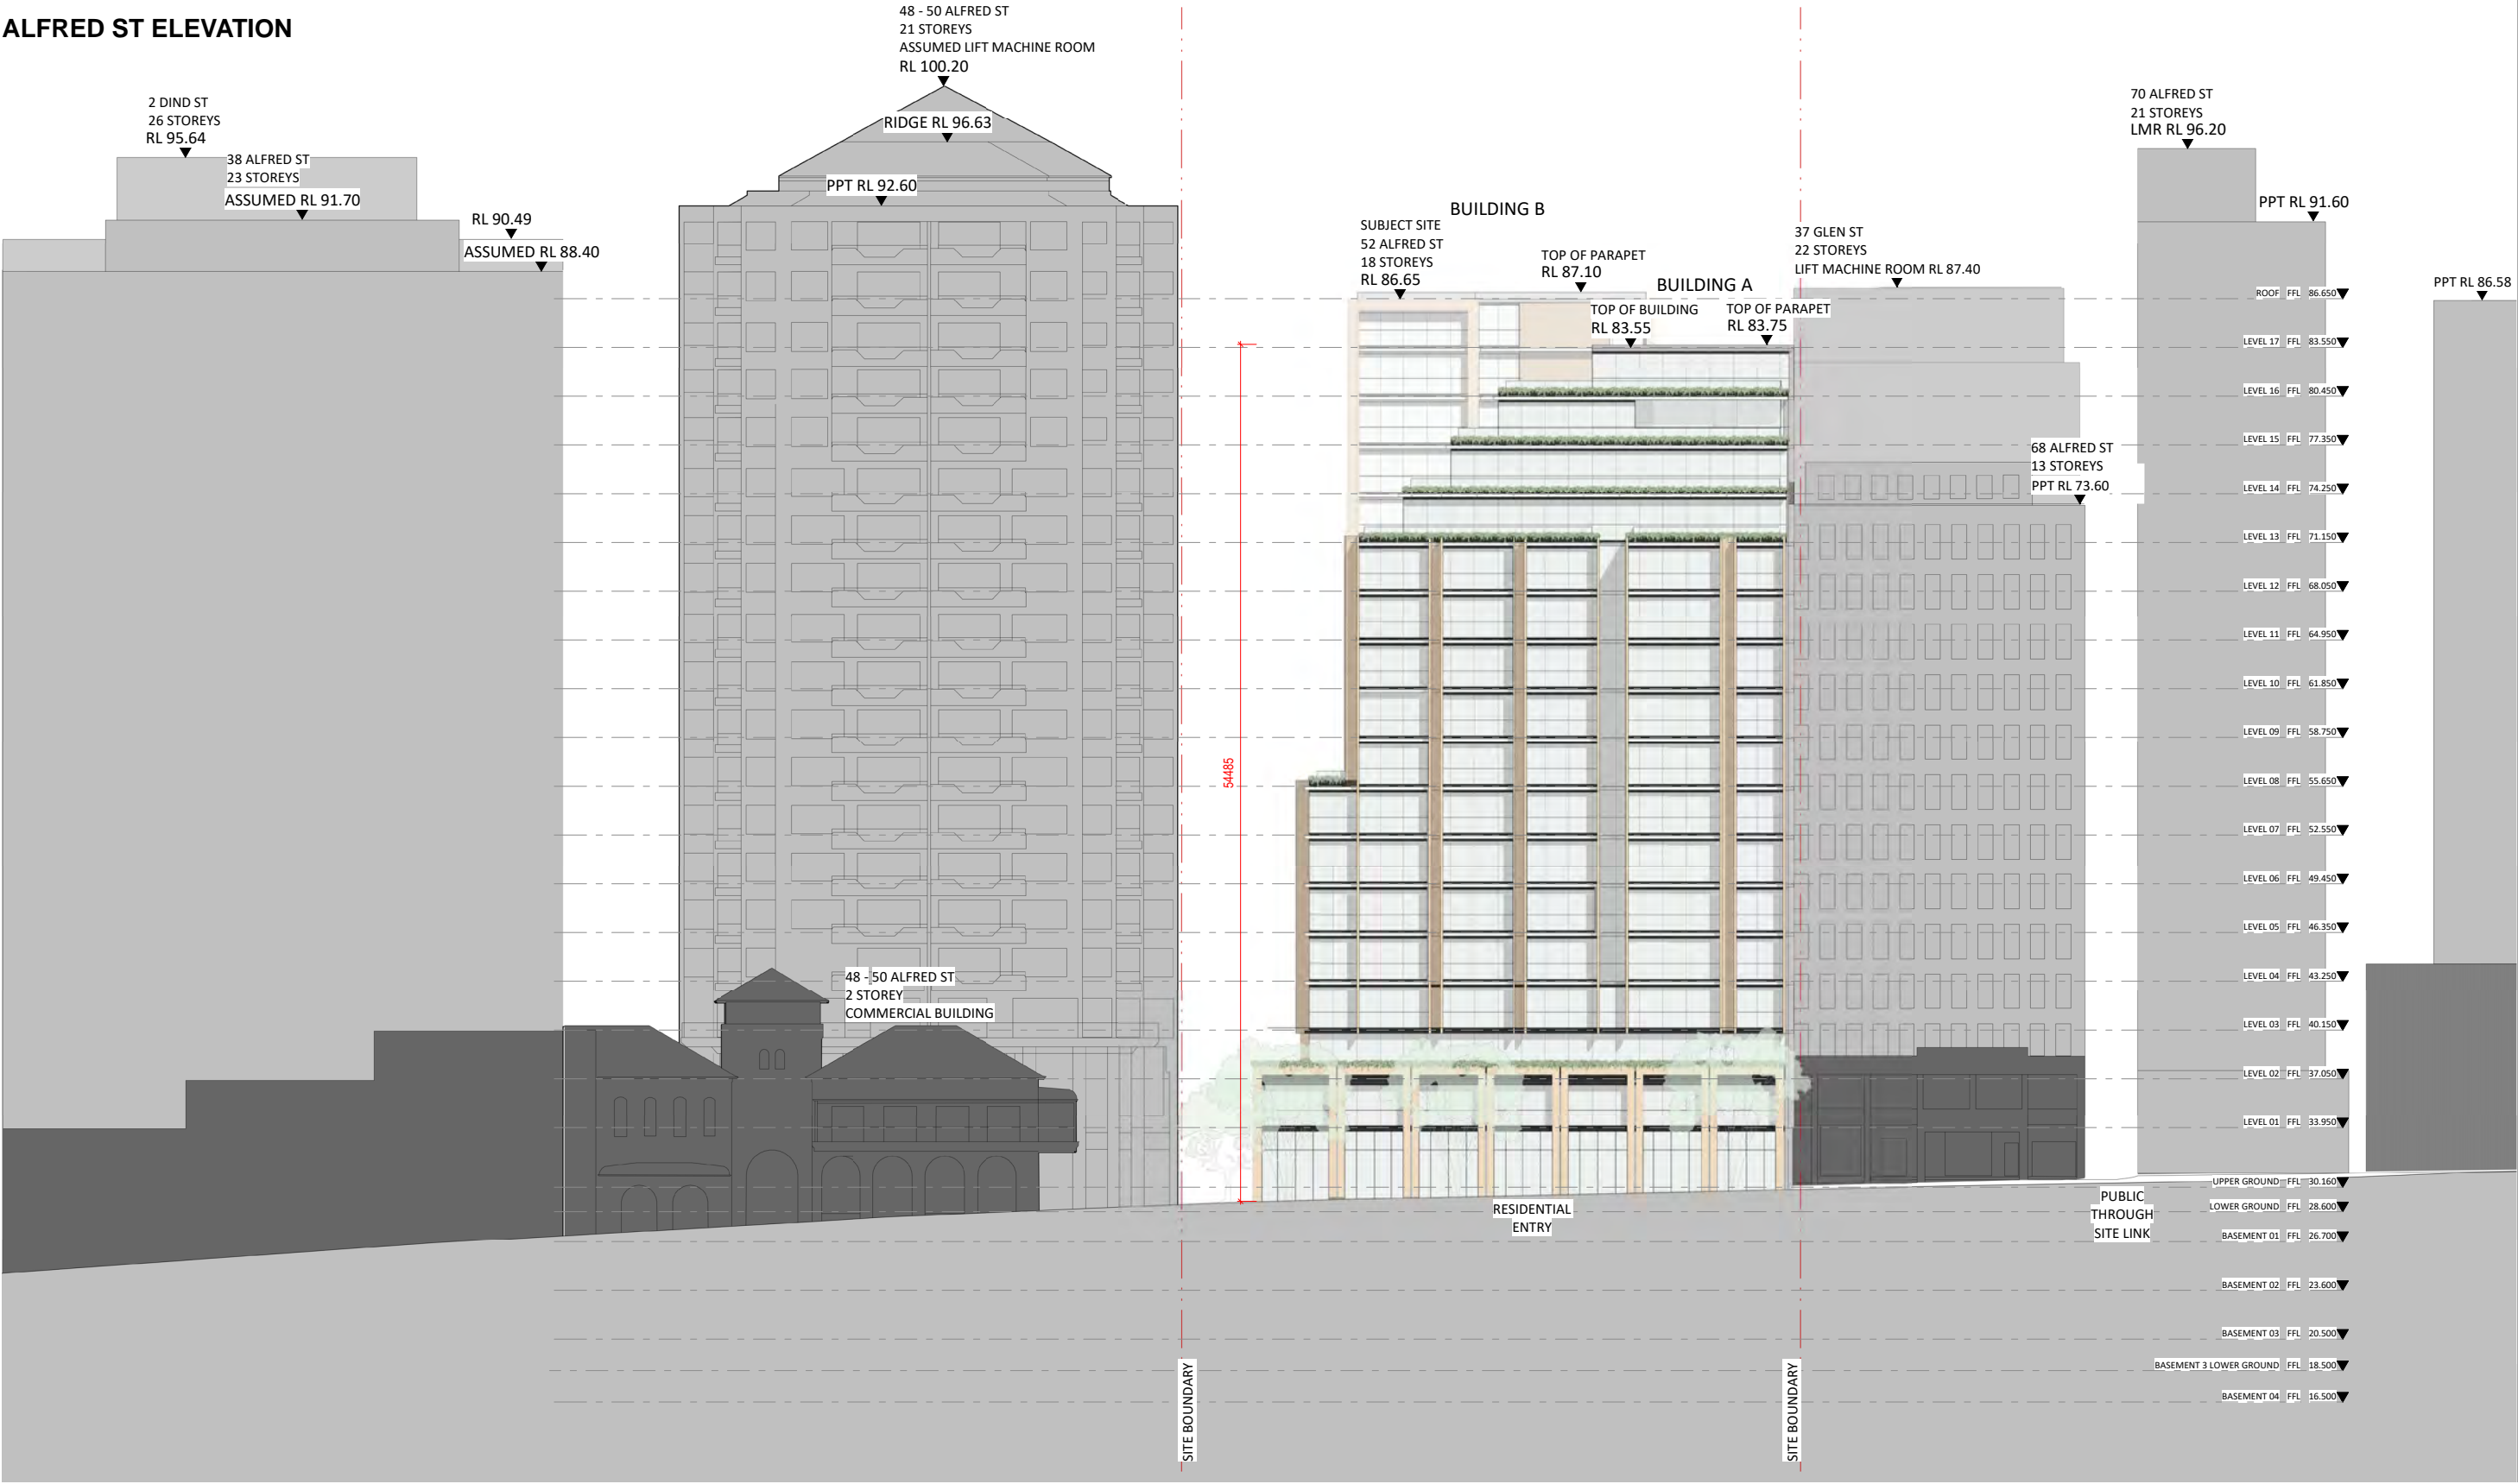 ALFRED ST ELEVATION
48 - 50 ALFRED ST
21 STOREYS
ASSUMED LIFT MACHINE ROOM
RL 100.20
RIDGE RL 96.63
PPT RL 92.60
2 DIND ST
26 STOREYS
RL 95.64
38 ALFRED ST
23 STOREYS
ASSUMED RL 91.70
RL 90.49
ASSUMED RL 88.40
BUILDING B
SUBJECT SITE
52 ALFRED ST
18 STOREYS
RL 86.65
TOP OF PARAPET
RL 87.10
BUILDING A
TOP OF BUILDING
RL 83.55
TOP OF PARAPET
RL 83.75
37 GLEN ST
22 STOREYS
LIFT MACHINE ROOM RL 87.40
70 ALFRED ST
21 STOREYS
LMR RL 96.20
PPT RL 91.60
PPT RL 86.58
68 ALFRED ST
13 STOREYS
PPT RL 73.60
54485
48 - 50 ALFRED ST
2 STOREY
COMMERCIAL BUILDING
RESIDENTIAL
ENTRY
PUBLIC
THROUGH
SITE LINK
SITE BOUNDARY
SITE BOUNDARY
ROOF FFL 86.650
LEVEL 17 FFL 83.550
LEVEL 16 FFL 80.450
LEVEL 15 FFL 77.350
LEVEL 14 FFL 74.250
LEVEL 13 FFL 71.150
LEVEL 12 FFL 68.050
LEVEL 11 FFL 64.950
LEVEL 10 FFL 61.850
LEVEL 09 FFL 58.750
LEVEL 08 FFL 55.650
LEVEL 07 FFL 52.550
LEVEL 06 FFL 49.450
LEVEL 05 FFL 46.350
LEVEL 04 FFL 43.250
LEVEL 03 FFL 40.150
LEVEL 02 FFL 37.050
LEVEL 01 FFL 33.950
UPPER GROUND FFL 30.160
LOWER GROUND FFL 28.600
BASEMENT 01 FFL 26.700
BASEMENT 02 FFL 23.600
BASEMENT 03 FFL 20.500
BASEMENT 3 LOWER GROUND FFL 18.500
BASEMENT 04 FFL 16.500